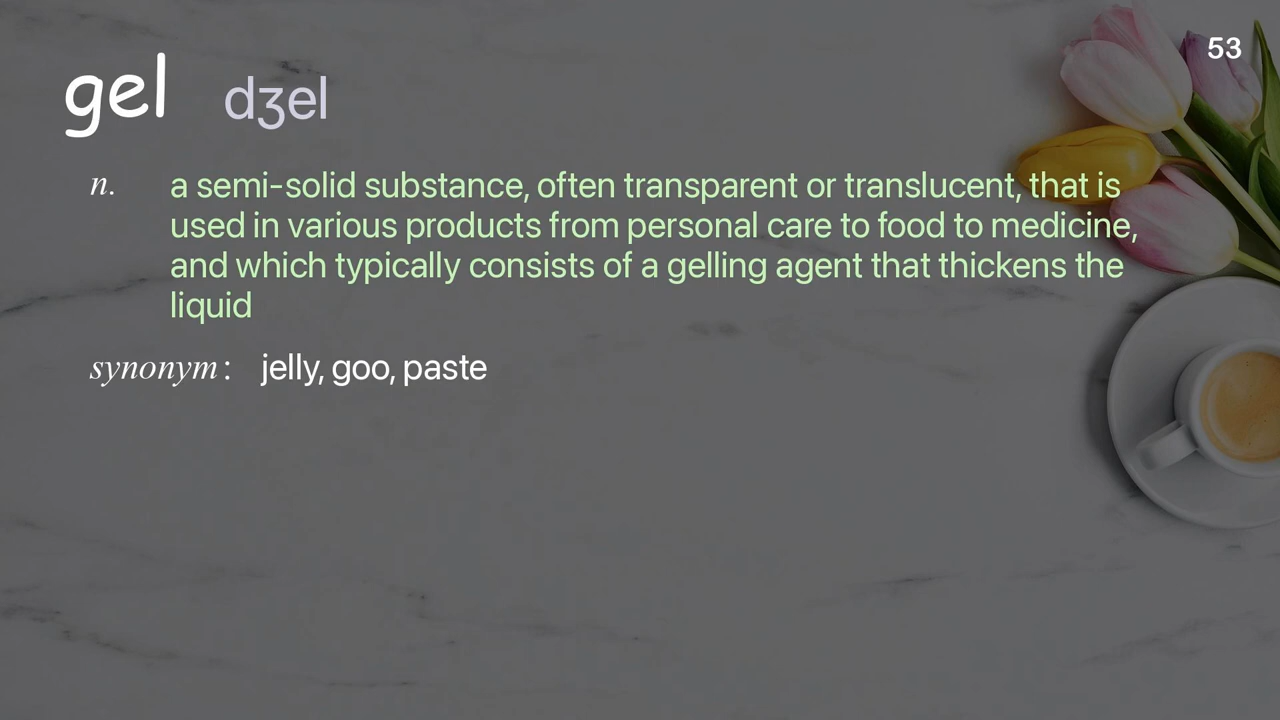 53
gel dʒel
n. a semi-solid substance, often transparent or translucent, that is
used in various products from personal care to food to medicine,
and which typically consists of a gelling agent that thickens the
liquid
synonym: jelly, goo, paste